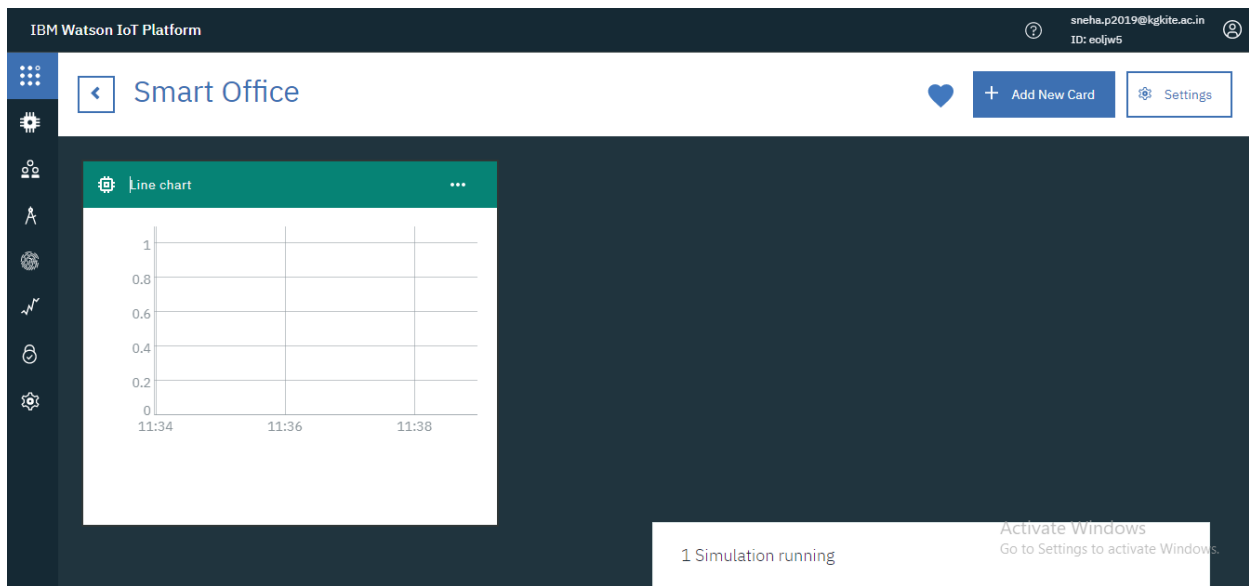 IBM Watson IoT Platform
sneha.p2019@kgkite.ac.in
ID: eoljw5
Smart Office
Add New Card
Settings
Line chart
1
0.8
0.6
0.4
0.2
0
11:34 11:36 11:38
1 Simulation running
Activate Windows
Go to Settings to activate Windows.